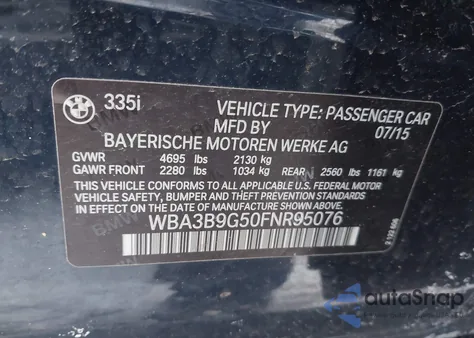 335i
VEHICLE TYPE: PASSENGER CAR
MFD BY 07/15
BAYERISCHE MOTOREN WERKE AG
GVWR 4695 lbs 2130 kg
GAWR FRONT 2280 lbs 1034 kg REAR 2560 lbs 1161 kg
THIS VEHICLE CONFORMS TO ALL APPLICABLE U.S. FEDERAL MOTOR
VEHICLE SAFETY, BUMPER, AND THEFT PREVENTION STANDARDS
IN EFFECT ON THE DATE OF MANUFACTURE SHOWN ABOVE.
WBA3B9G50FNR95076
autoSnap